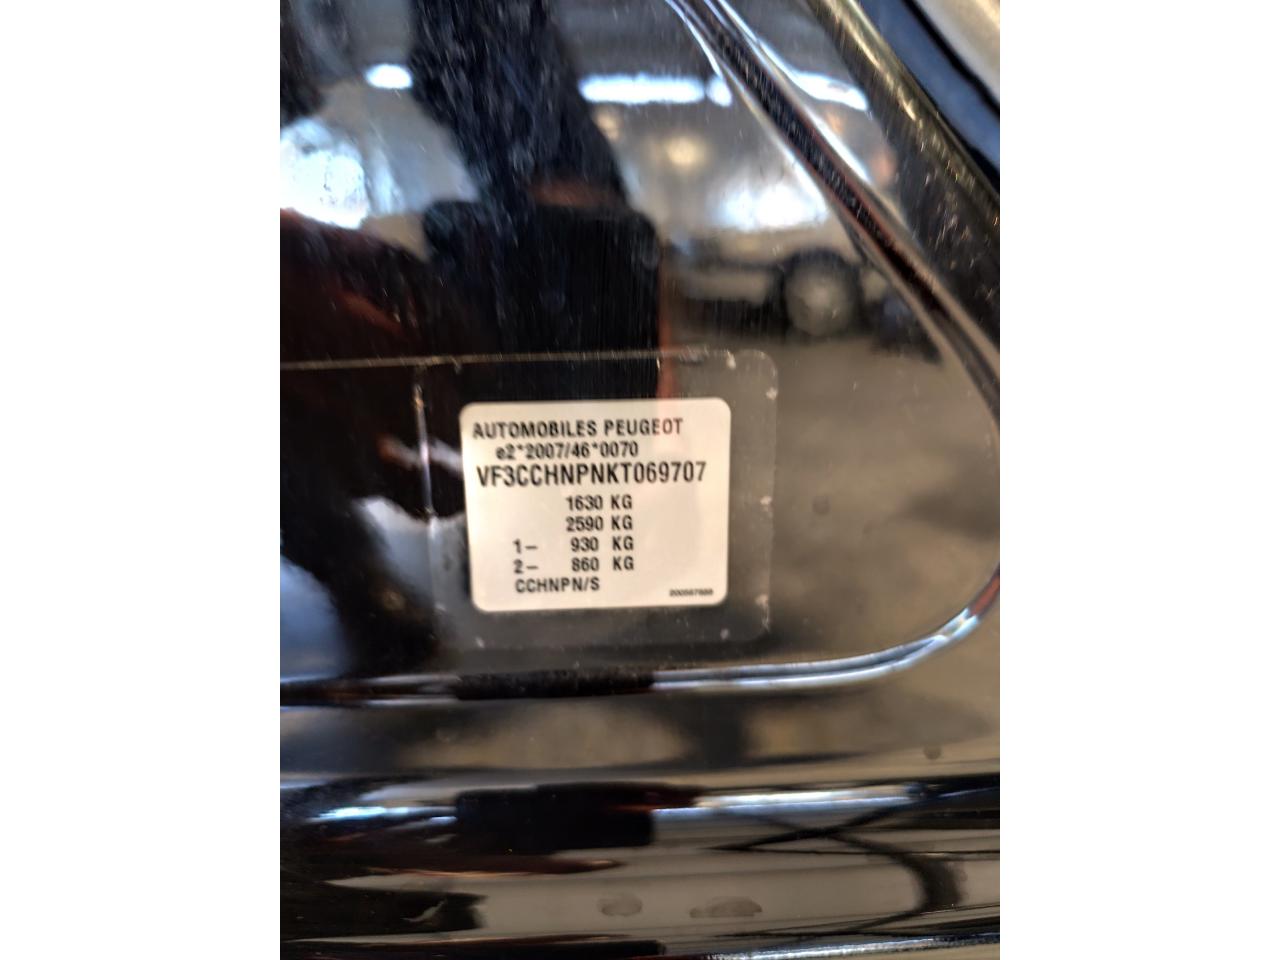 AUTOMOBILES PEUGEOT
e2*2007/46*0070
VF3CCHNPNKT069707
1630 KG
2590 KG
1– 930 KG
2– 860 KG
CCHNPN/S